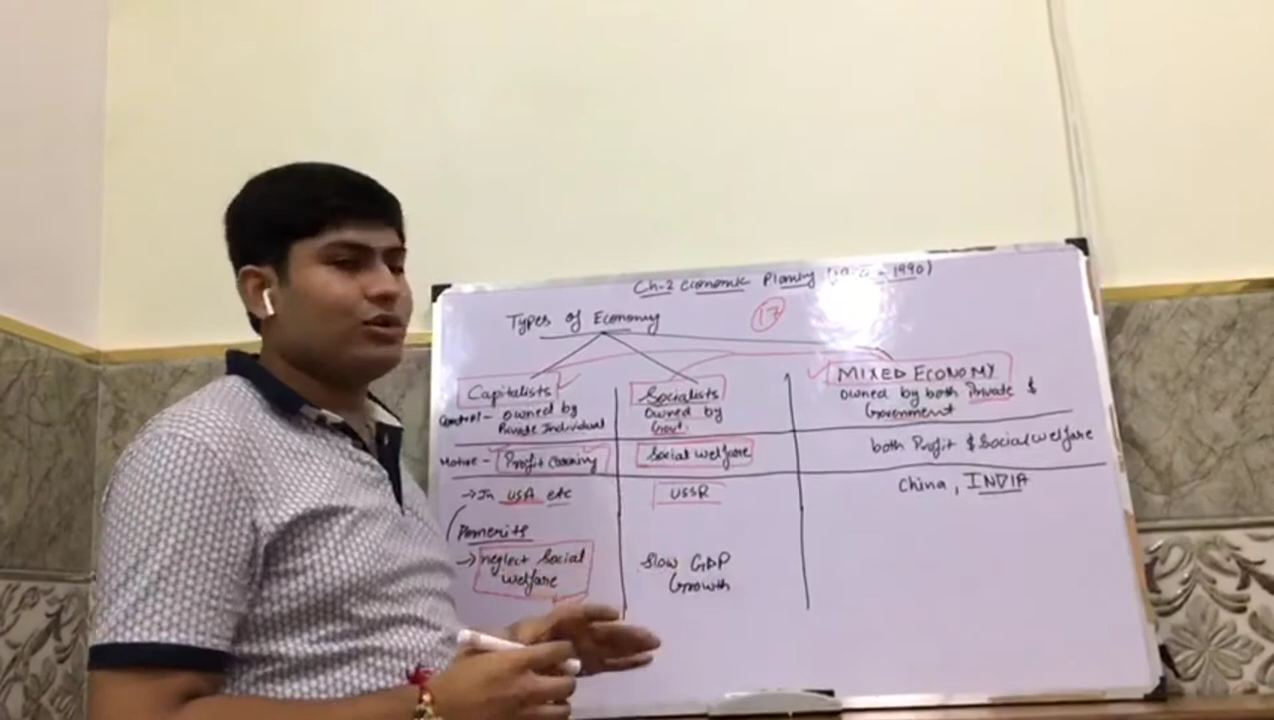 Ch-2 Economic Planing ( - 1990)
Types of Economy
17
Capitalists
Control - owned by
Private Individual
Socialists
owned by
Govt.
MIXED ECONOMY
owned by both Private &
Government
Motive - Profit earning
Social welfare
both Profit & Social welfare
→ In USA etc
USSR
China, INDIA
Demerits
→ neglect Social
welfare
Slow GDP
Growth